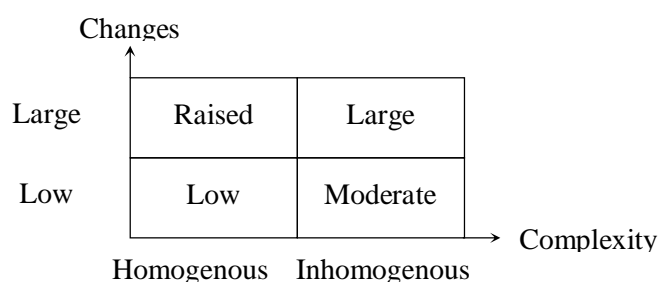 Changes
Large Raised Large
Low Low Moderate
Complexity
Homogenous Inhomogenous